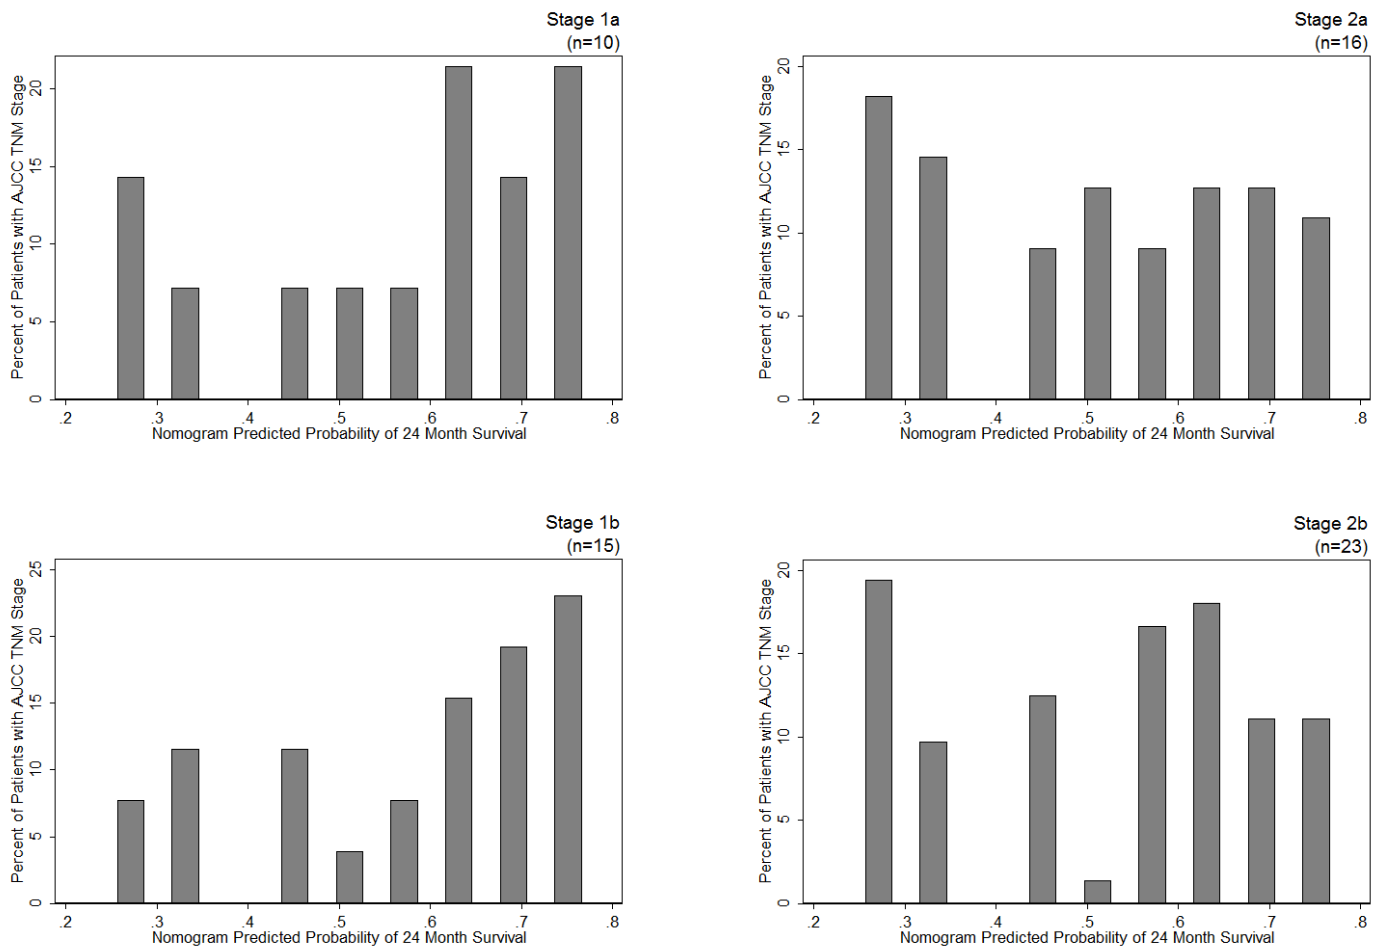 Stage 1a
(n=10)
Percent of Patients with AJCC TNM Stage
20
15
10
5
0
.2 .3 .4 .5 .6 .7 .8
Nomogram Predicted Probability of 24 Month Survival
Stage 2a
(n=16)
Percent of Patients with AJCC TNM Stage
20
15
10
5
0
.2 .3 .4 .5 .6 .7 .8
Nomogram Predicted Probability of 24 Month Survival
Stage 1b
(n=15)
Percent of Patients with AJCC TNM Stage
25
20
15
10
5
0
.2 .3 .4 .5 .6 .7 .8
Nomogram Predicted Probability of 24 Month Survival
Stage 2b
(n=23)
Percent of Patients with AJCC TNM Stage
20
15
10
5
0
.2 .3 .4 .5 .6 .7 .8
Nomogram Predicted Probability of 24 Month Survival